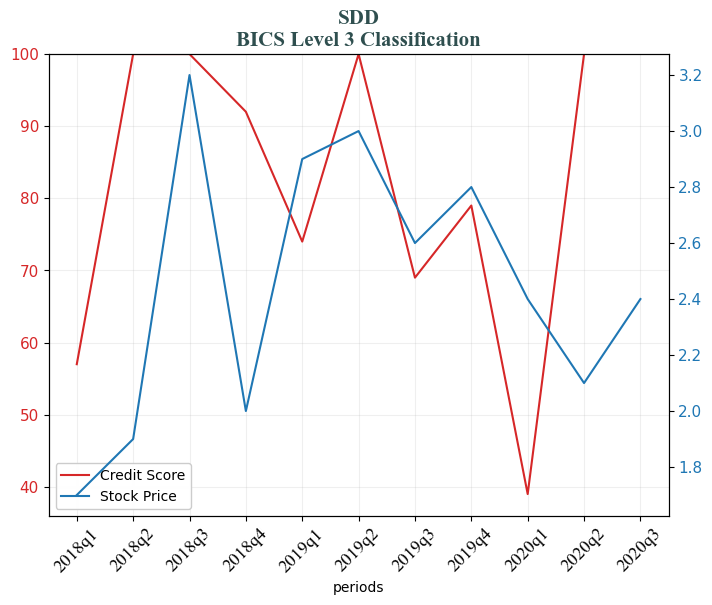 SDD
BICS Level 3 Classification
100
90
80
70
60
50
40
3.2
3.0
2.8
2.6
2.4
2.2
2.0
1.8
Credit Score
Stock Price
2018q1
2018q2
2018q3
2018q4
2019q1
2019q2
2019q3
2019q4
2020q1
2020q2
2020q3
periods